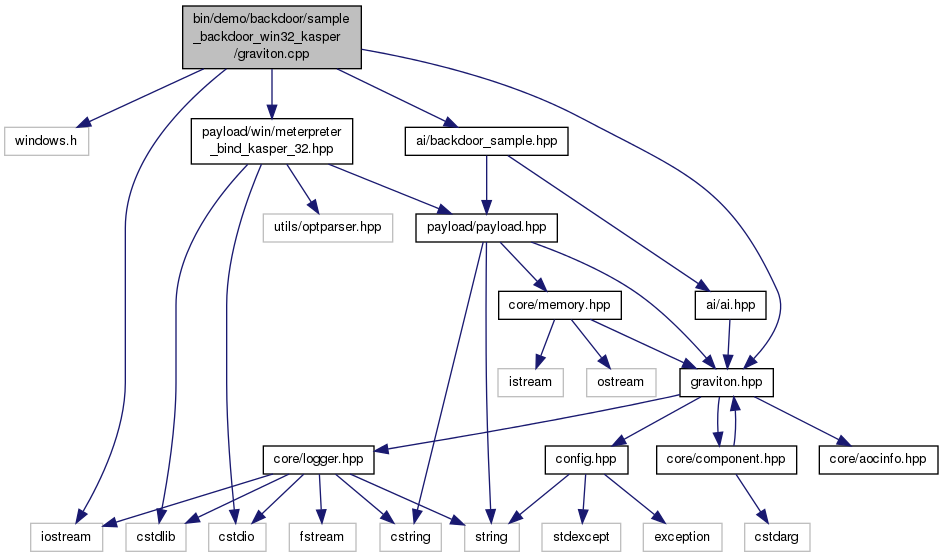 bin/demo/backdoor/sample
_backdoor_win32_kasper
/graviton.cpp
windows.h
payload/win/meterpreter
_bind_kasper_32.hpp
ai/backdoor_sample.hpp
utils/optparser.hpp
payload/payload.hpp
core/memory.hpp
ai/ai.hpp
istream
ostream
graviton.hpp
core/logger.hpp
config.hpp
core/component.hpp
core/aocinfo.hpp
iostream
cstdlib
cstdio
fstream
cstring
string
stdexcept
exception
cstdarg